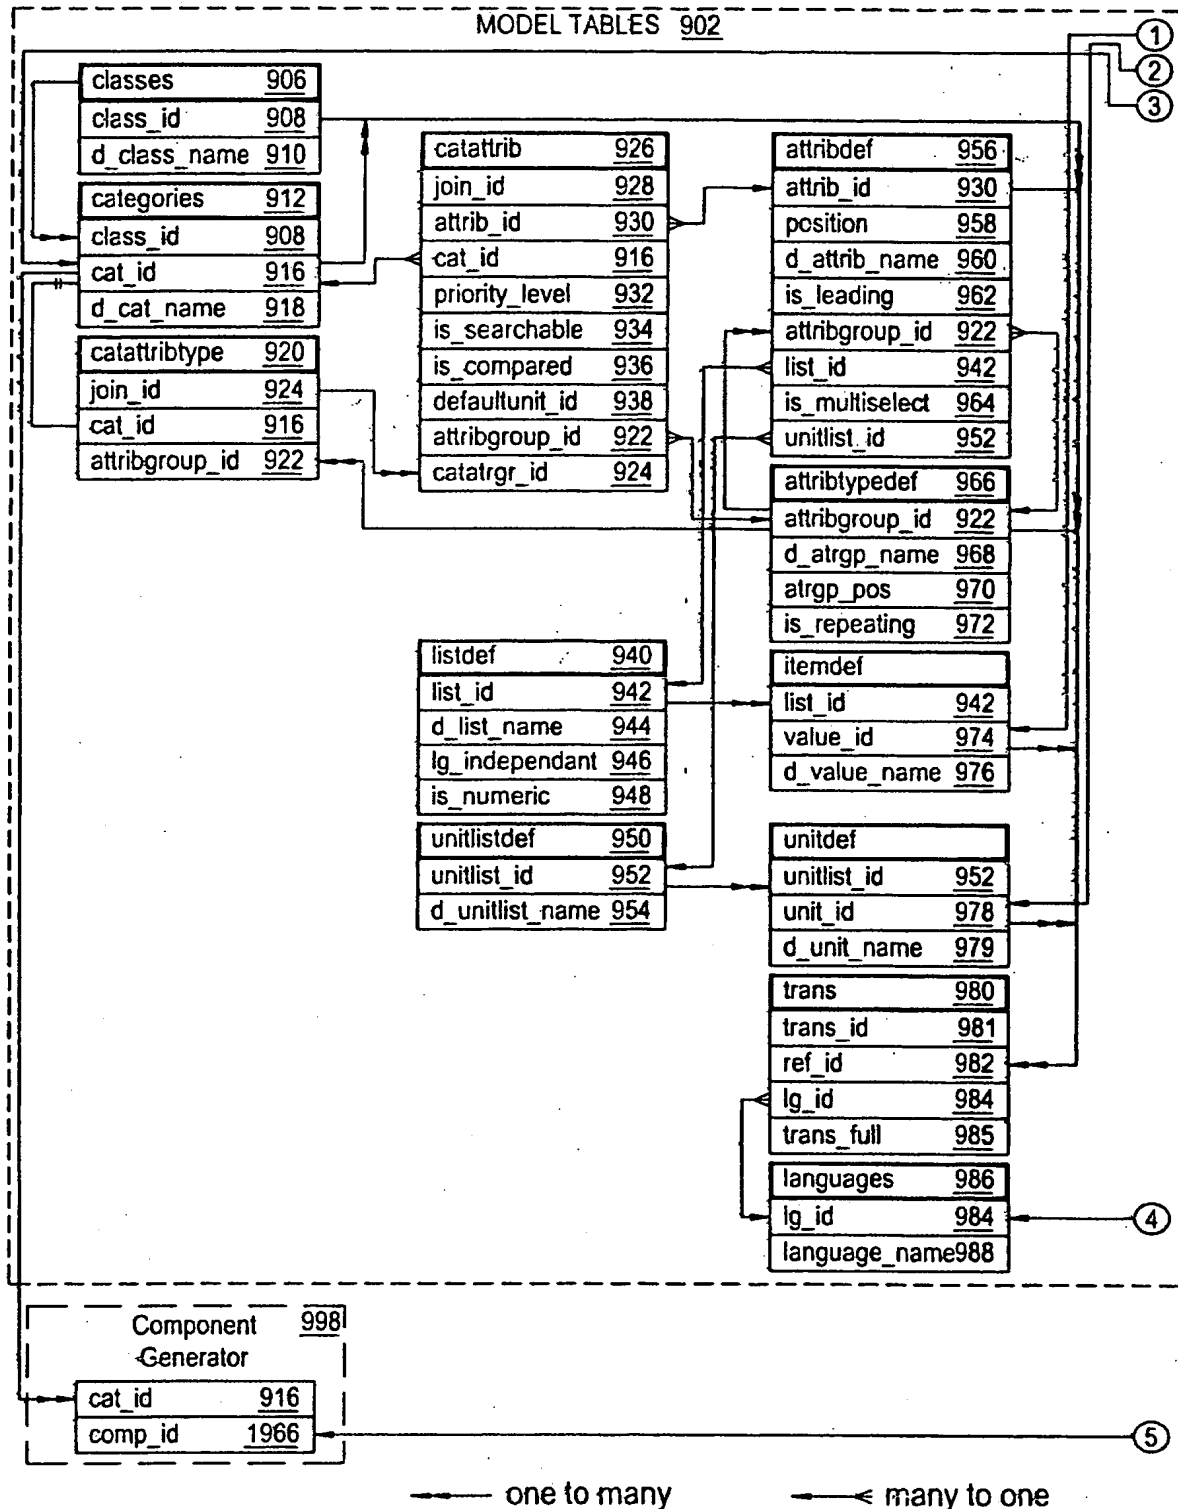 MODEL TABLES 902
1
2
3
classes 906
class_id 908
d_class_name 910
categories 912
class_id 908
cat_id 916
d_cat_name 918
catattribtype 920
join_id 924
cat_id 916
attribgroup_id 922
catattrib 926
join_id 928
attrib_id 930
cat_id 916
priority_level 932
is_searchable 934
is_compared 936
defaultunit_id 938
attribgroup_id 922
catatrgr_id 924
attribdef 956
attrib_id 930
position 958
d_attrib_name 960
is_leading 962
attribgroup_id 922
list_id 942
is_multiselect 964
unitlist_id 952
attribtypedef 966
attribgroup_id 922
d_atrgp_name 968
atrgp_pos 970
is_repeating 972
listdef 940
list_id 942
d_list_name 944
lg_independant 946
is_numeric 948
unitlistdef 950
unitlist_id 952
d_unitlist_name 954
itemdef
list_id 942
value_id 974
d_value_name 976
unitdef
unitlist_id 952
unit_id 978
d_unit_name 979
trans 980
trans_id 981
ref_id 982
lg_id 984
trans_full 985
languages 986
lg_id 984
language_name 988
4
Component 998
Generator
cat_id 916
comp_id 1966
5
one to many
many to one